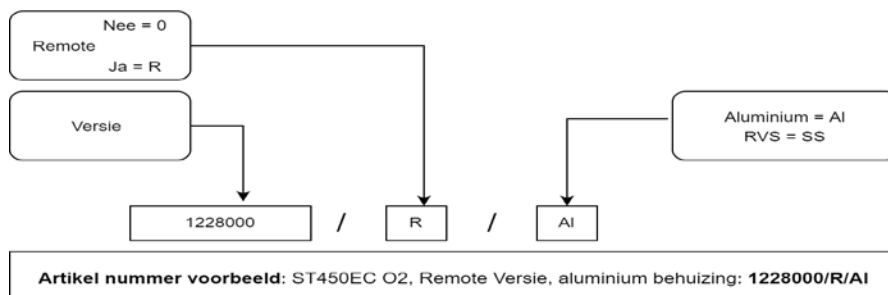 Nee = 0
Remote
Ja = R
Versie
Aluminium = Al
RVS = SS
1228000 / R / Al
Artikel nummer voorbeeld: ST450EC O2, Remote Versie, aluminium behuizing: 1228000/R/Al